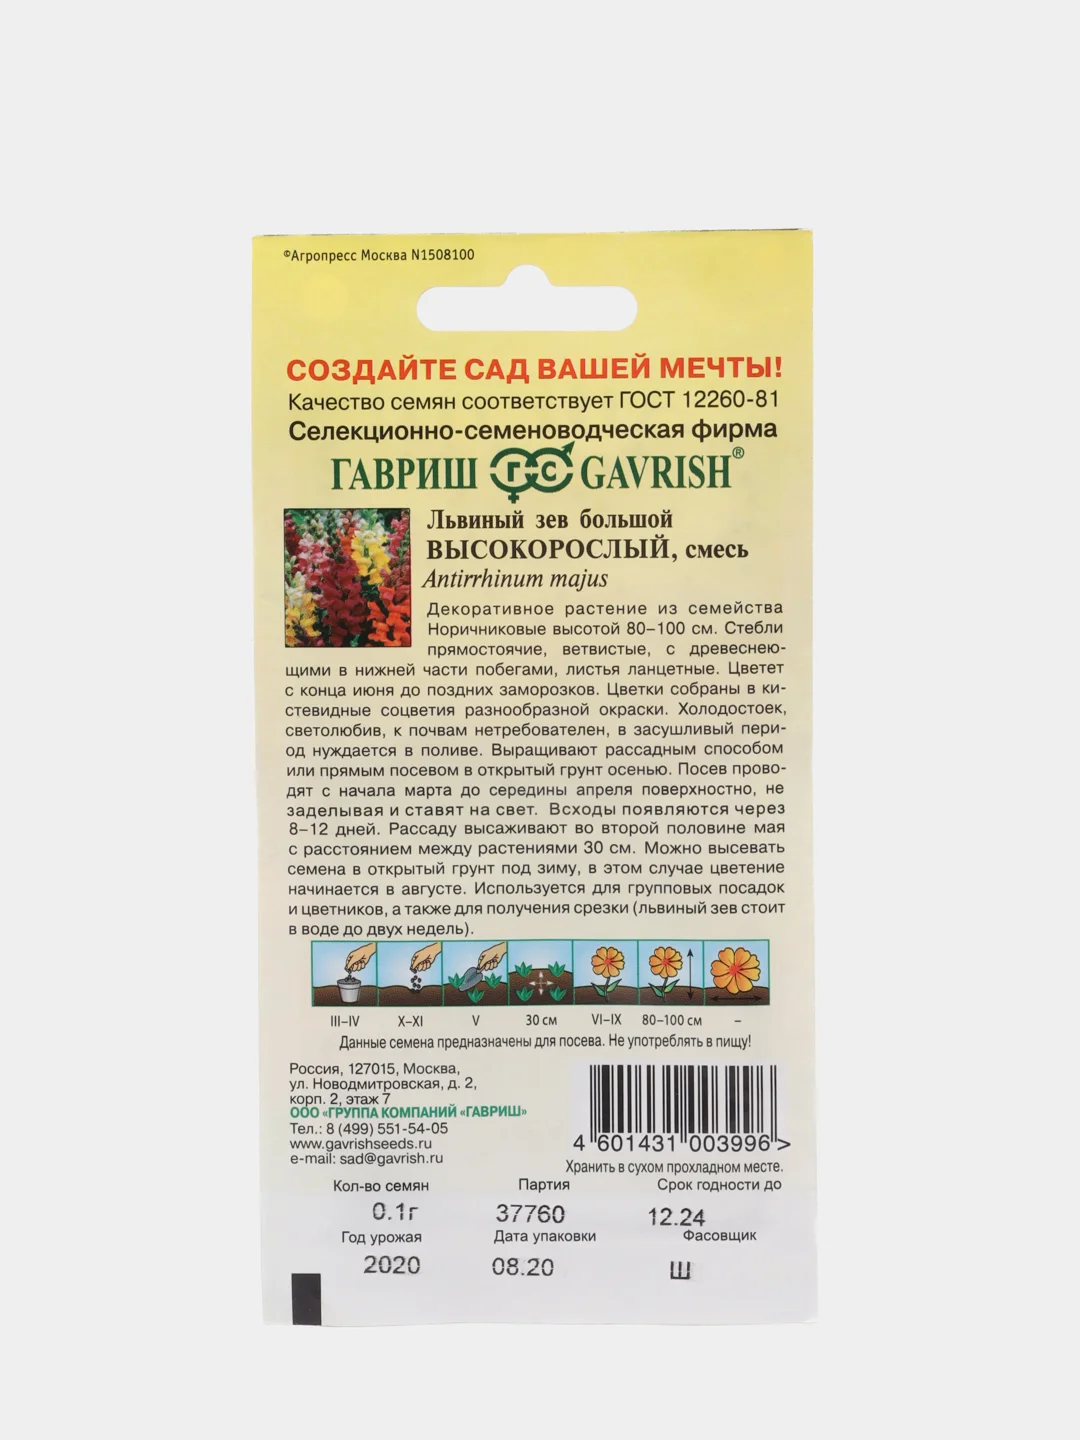 ©Агропресс Москва N1508100
СОЗДАЙТЕ САД ВАШЕЙ МЕЧТЫ!
Качество семян соответствует ГОСТ 12260-81
Селекционно-семеноводческая фирма
ГАВРИШ Г С GAVRISH®
Львиный зев большой
ВЫСОКОРОСЛЫЙ, смесь
Antirrhinum majus
Декоративное растение из семейства
Норичниковые высотой 80–100 см. Стебли
прямостоячие, ветвистые, с древеснею-
щими в нижней части побегами, листья ланцетные. Цветет
с конца июня до поздних заморозков. Цветки собраны в ки-
стевидные соцветия разнообразной окраски. Холодостоек,
светолюбив, к почвам нетребователен, в засушливый пери-
од нуждается в поливе. Выращивают рассадным способом
или прямым посевом в открытый грунт осенью. Посев прово-
дят с начала марта до середины апреля поверхностно, не
заделывая и ставят на свет. Всходы появляются через
8–12 дней. Рассаду высаживают во второй половине мая
с расстоянием между растениями 30 см. Можно высевать
семена в открытый грунт под зиму, в этом случае цветение
начинается в августе. Используется для групповых посадок
и цветников, а также для получения срезки (львиный зев стоит
в воде до двух недель).
III–IV X–XI V 30 см VI–IX 80–100 см –
Данные семена предназначены для посева. Не употреблять в пищу!
Россия, 127015, Москва,
ул. Новодмитровская, д. 2,
корп. 2, этаж 7
ООО «ГРУППА КОМПАНИЙ «ГАВРИШ»
Тел.: 8 (499) 551-54-05
www.gavrishseeds.ru
e-mail: sad@gavrish.ru
4 601431 003996 >
Хранить в сухом прохладном месте.
Кол-во семян Партия Срок годности до
0.1г 37760 12.24
Год урожая Дата упаковки Фасовщик
2020 08.20 Ш